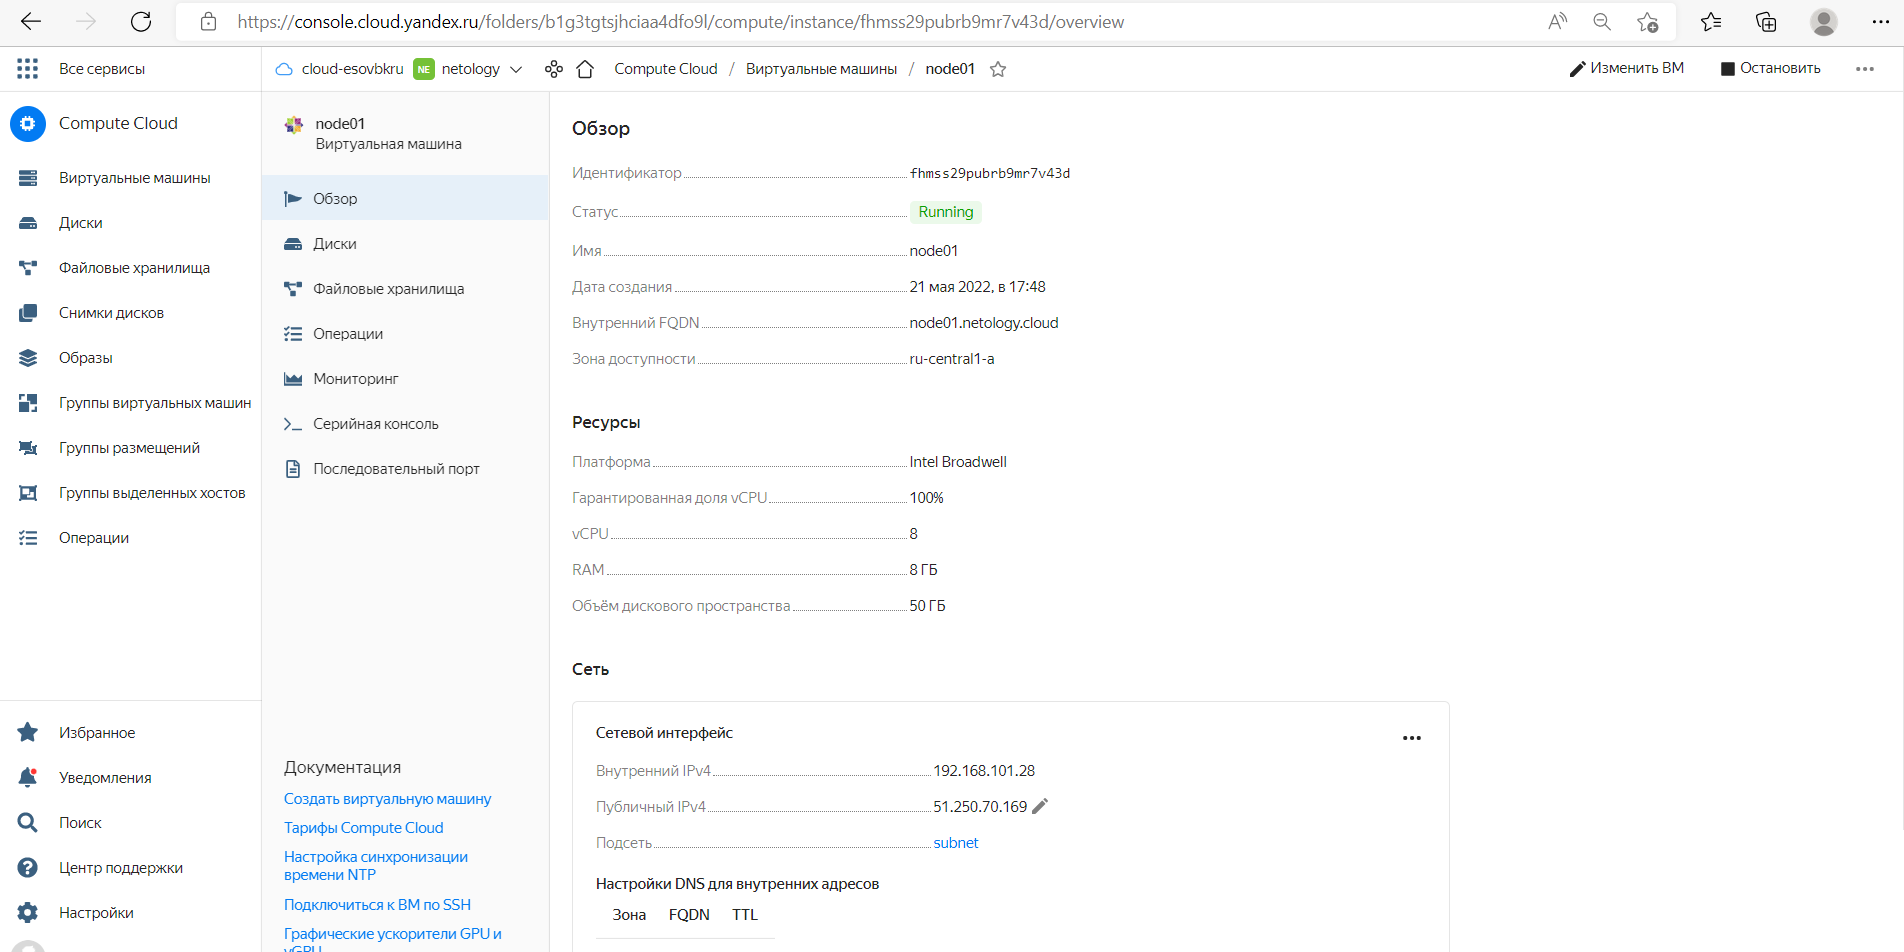 https://console.cloud.yandex.ru/folders/b1g3tgtsjhciaa4dfo9l/compute/instance/fhmss29pubrb9mr7v43d/overview
Все сервисы
cloud-esovbkru NE netology Compute Cloud / Виртуальные машины / node01
Изменить ВМ
Остановить
Compute Cloud
Виртуальные машины
Диски
Файловые хранилища
Снимки дисков
Образы
Группы виртуальных машин
Группы размещений
Группы выделенных хостов
Операции
Избранное
Уведомления
Поиск
Центр поддержки
Настройки
node01
Виртуальная машина
Обзор
Диски
Файловые хранилища
Операции
Мониторинг
Серийная консоль
Последовательный порт
Документация
Создать виртуальную машину
Тарифы Compute Cloud
Настройка синхронизации
времени NTP
Подключиться к ВМ по SSH
Графические ускорители GPU и
vGPU
Обзор
Идентификатор fhmss29pubrb9mr7v43d
Статус Running
Имя node01
Дата создания 21 мая 2022, в 17:48
Внутренний FQDN node01.netology.cloud
Зона доступности ru-central1-a
Ресурсы
Платформа Intel Broadwell
Гарантированная доля vCPU 100%
vCPU 8
RAM 8 ГБ
Объём дискового пространства 50 ГБ
Сеть
Сетевой интерфейс
Внутренний IPv4 192.168.101.28
Публичный IPv4 51.250.70.169
Подсеть subnet
Настройки DNS для внутренних адресов
Зона FQDN TTL